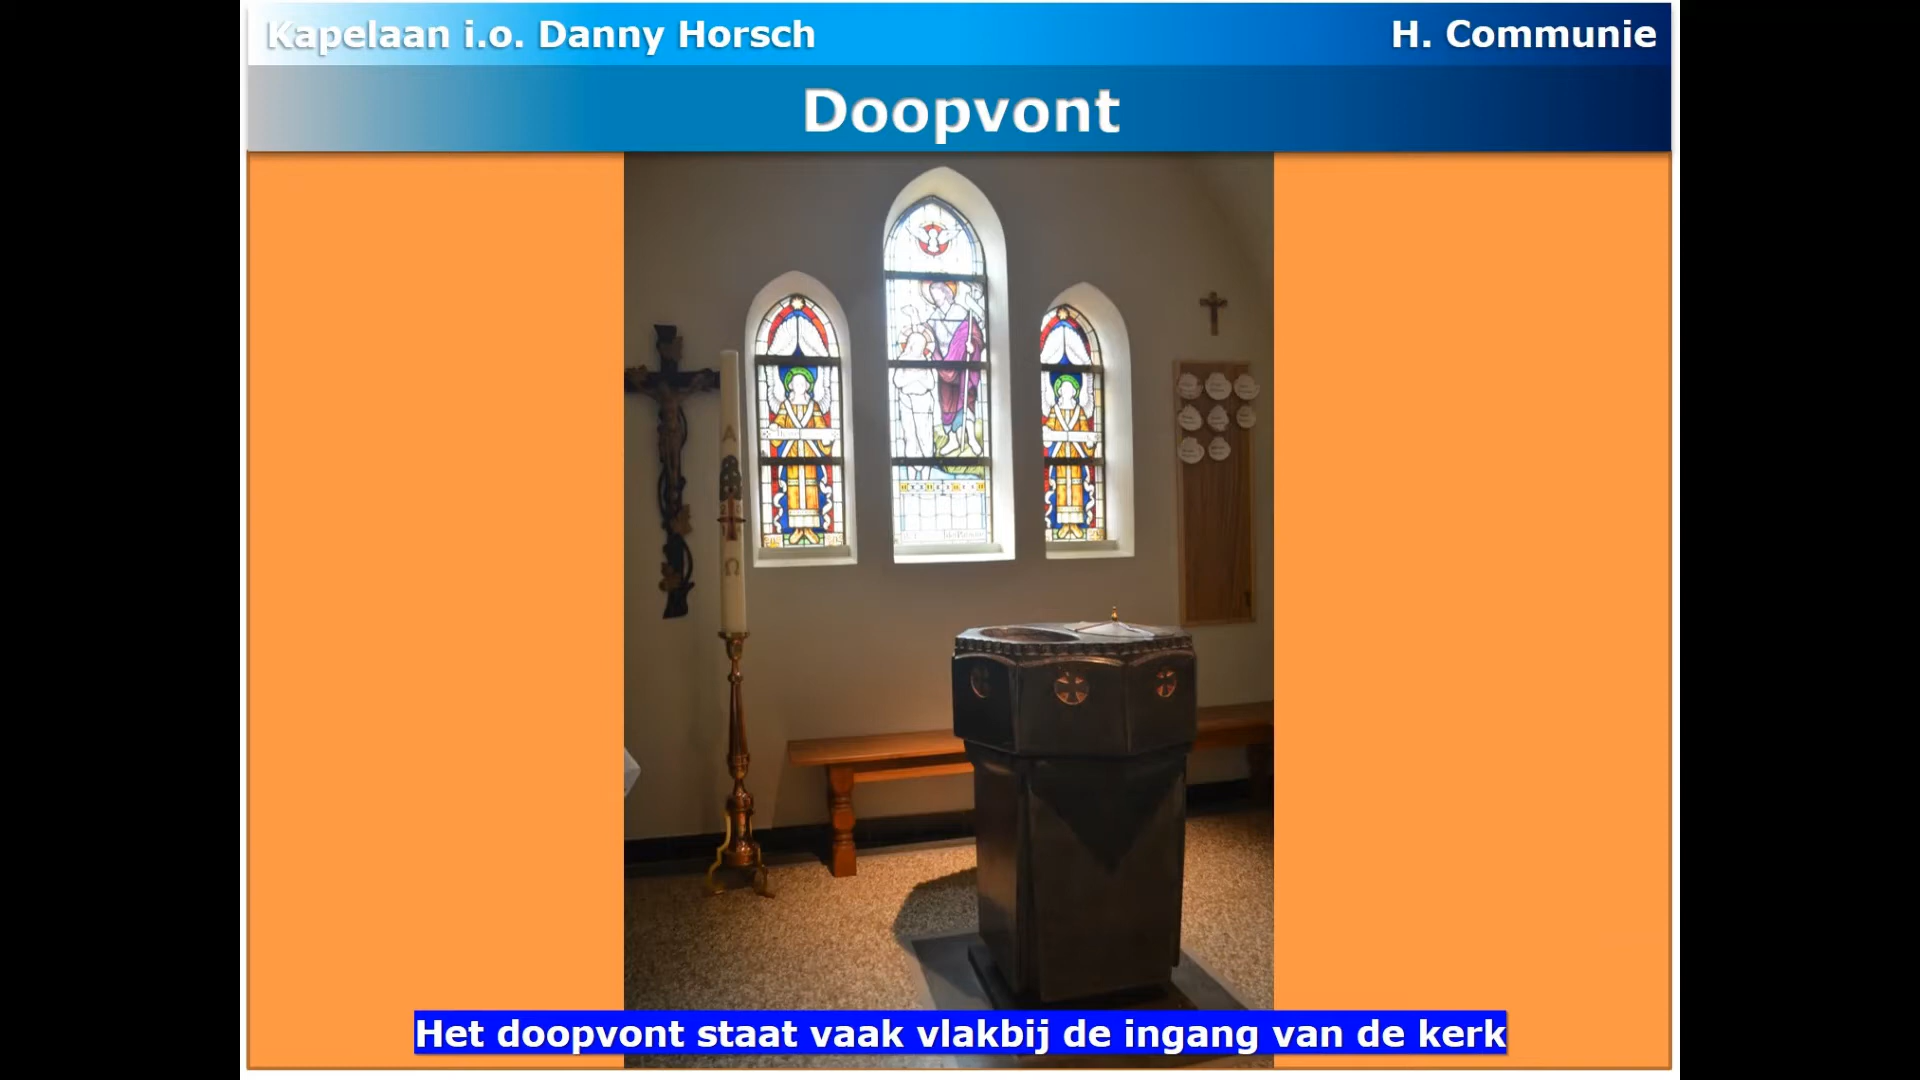 Kapelaan i.o. Danny Horsch
H. Communie
Doopvont
Α
Ω
Het doopvont staat vaak vlakbij de ingang van de kerk